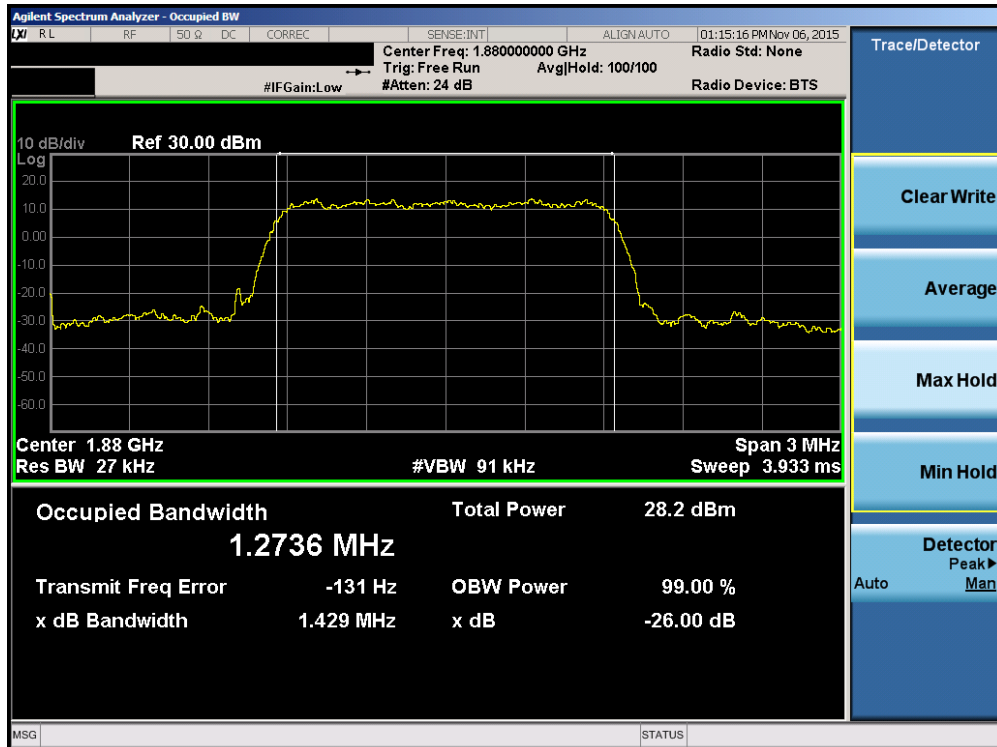 Agilent Spectrum Analyzer - Occupied BW
LXI RL RF 50 Ω DC CORREC SENSE:INT ALIGN AUTO 01:15:16 PM Nov 06, 2015
Center Freq: 1.880000000 GHz Radio Std: None
Trig: Free Run Avg|Hold: 100/100
#IFGain:Low #Atten: 24 dB Radio Device: BTS
10 dB/div Ref 30.00 dBm
Log
20.0
10.0
0.00
-10.0
-20.0
-30.0
-40.0
-50.0
-60.0
Center 1.88 GHz Span 3 MHz
Res BW 27 kHz #VBW 91 kHz Sweep 3.933 ms
Occupied Bandwidth Total Power 28.2 dBm
1.2736 MHz
Transmit Freq Error -131 Hz OBW Power 99.00 %
x dB Bandwidth 1.429 MHz x dB -26.00 dB
MSG STATUS
Trace/Detector
Clear Write
Average
Max Hold
Min Hold
Detector
Peak▶
Auto Man